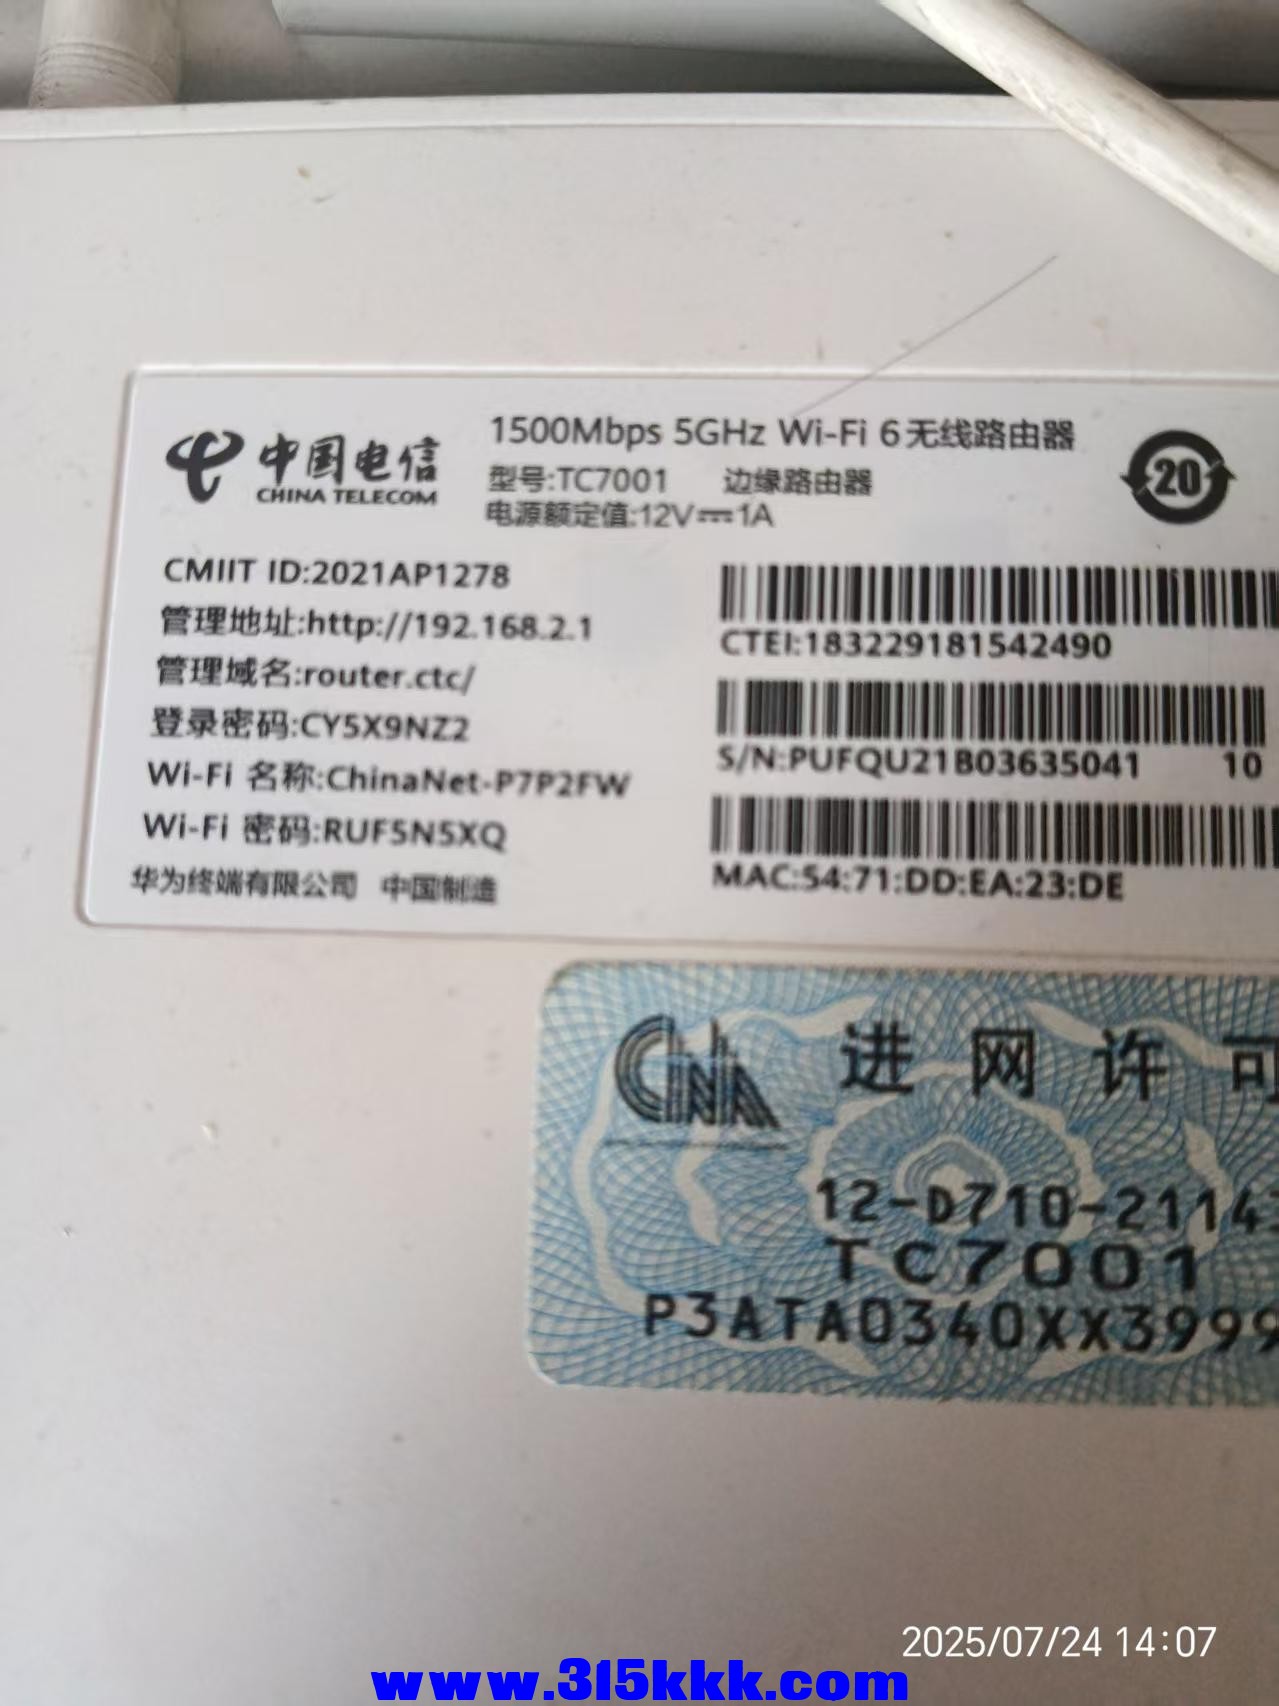 中国电信
CHINA TELECOM
1500Mbps 5GHz Wi-Fi 6无线路由器
型号:TC7001 边缘路由器
电源额定值:12V⎓1A
20
CMIIT ID:2021AP1278
管理地址:http://192.168.2.1
管理域名:router.ctc/
登录密码:CY5X9NZ2
Wi-Fi 名称:ChinaNet-P7P2FW
Wi-Fi 密码:RUF5N5XQ
华为终端有限公司 中国制造
CTEI:183229181542490
S/N:PUFQU21B03635041 10
MAC:54:71:DD:EA:23:DE
CNA 进网许可
12-D710-2114
TC7001
P3ATA0340XX3999
2025/07/24 14:07
www.315kkk.com